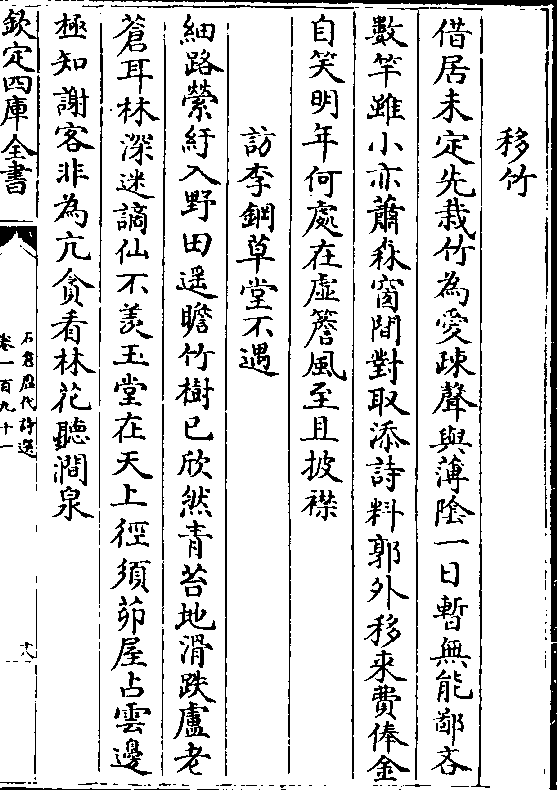 移竹
借居未定先栽竹為愛疎聲與薄隂一日暫無能鄙吝
數竿雖小亦蕭森窗間對取添詩料郭外移來費俸金
自笑明年何處在虛簷風至且披襟
訪李鋼草堂不遇
細路縈紆入野田遥瞻竹樹已欣然青苔地滑跌盧老
蒼耳林深迷謫仙不羡玉堂在天上徑須茆屋占雲邊
極知謝客非為亢貪看林花聽澗泉
欽定四庫全書
石倉歷代詩選
卷一百九十一